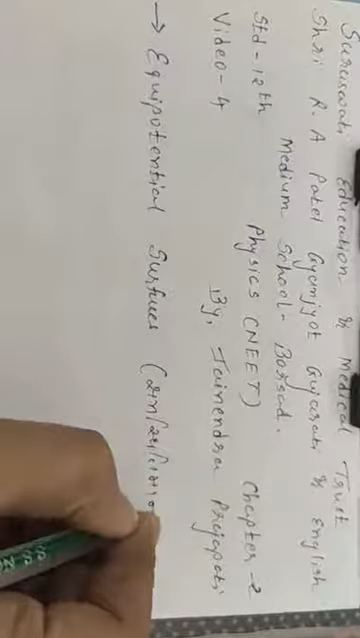 Saraswati Education & Medical Trust
Shri R.A Patel Gyanjyot Gujarati & English
Medium School- Borsad.
Std-12th Physics (NEET) Chapter-2
Video-4 By, Jainendra Prajapati
→ Equipotential Surfaces (